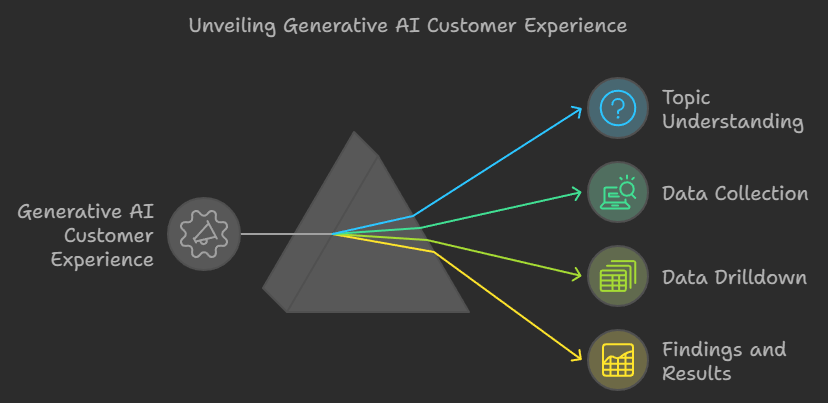 Unveiling Generative AI Customer Experience
Generative AI
Customer
Experience
Topic
Understanding
Data Collection
Data Drilldown
Findings and
Results